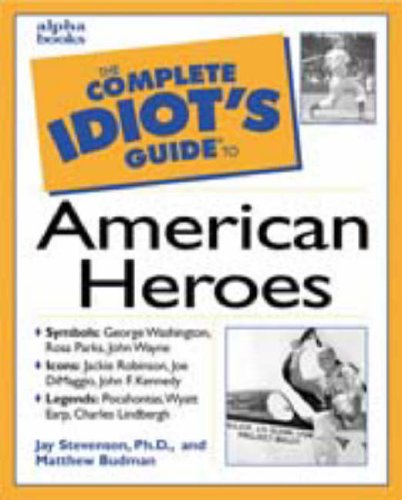 alpha
books
THE
COMPLETE
IDIOT'S
GUIDE TO
American
Heroes
Symbols: George Washington,
Rosa Parks, John Wayne
Icons: Jackie Robinson, Joe
DiMaggio, John F. Kennedy
Legends: Pocahontas, Wyatt
Earp, Charles Lindbergh
Jay Stevenson, Ph.D., and
Matthew Budman